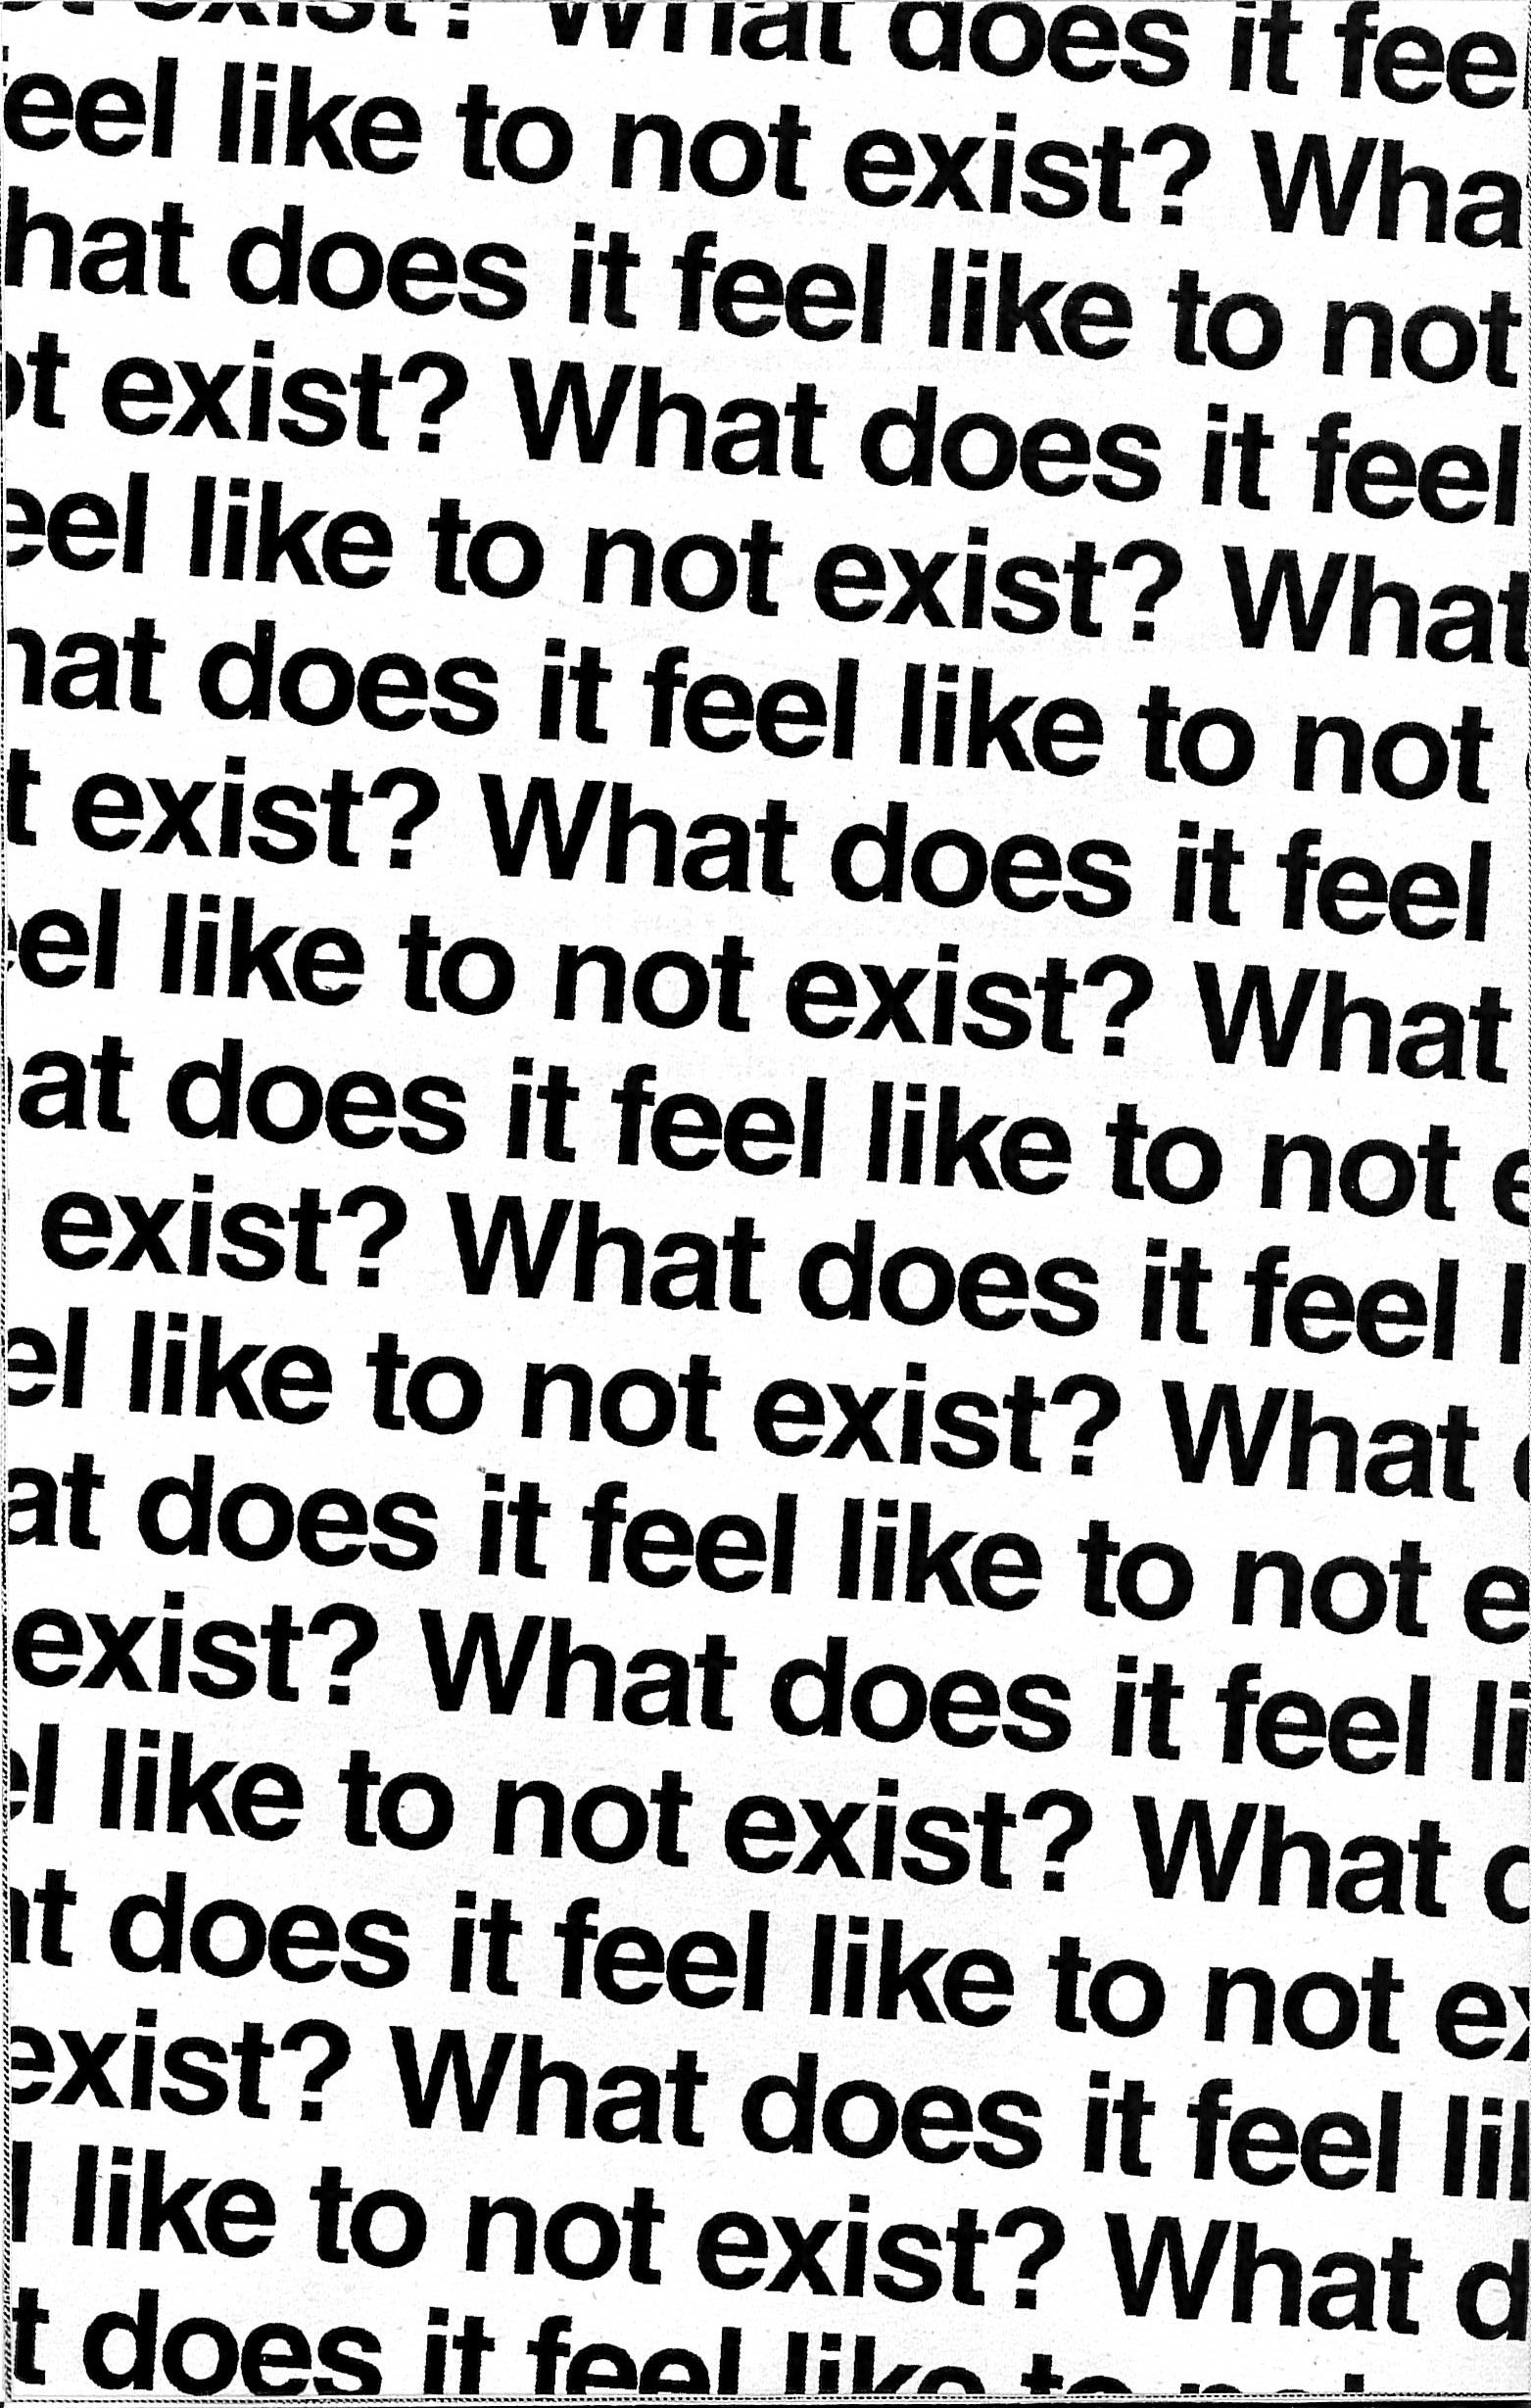 exist? What does it fee
eel like to not exist? Wha
hat does it feel like to not
t exist? What does it feel
eel like to not exist? What
hat does it feel like to not
t exist? What does it feel
el like to not exist? What
at does it feel like to not e
exist? What does it feel l
el like to not exist? What
at does it feel like to not e
exist? What does it feel li
l like to not exist? What d
t does it feel like to not ex
exist? What does it feel lik
l like to not exist? What d
t does it feel like to